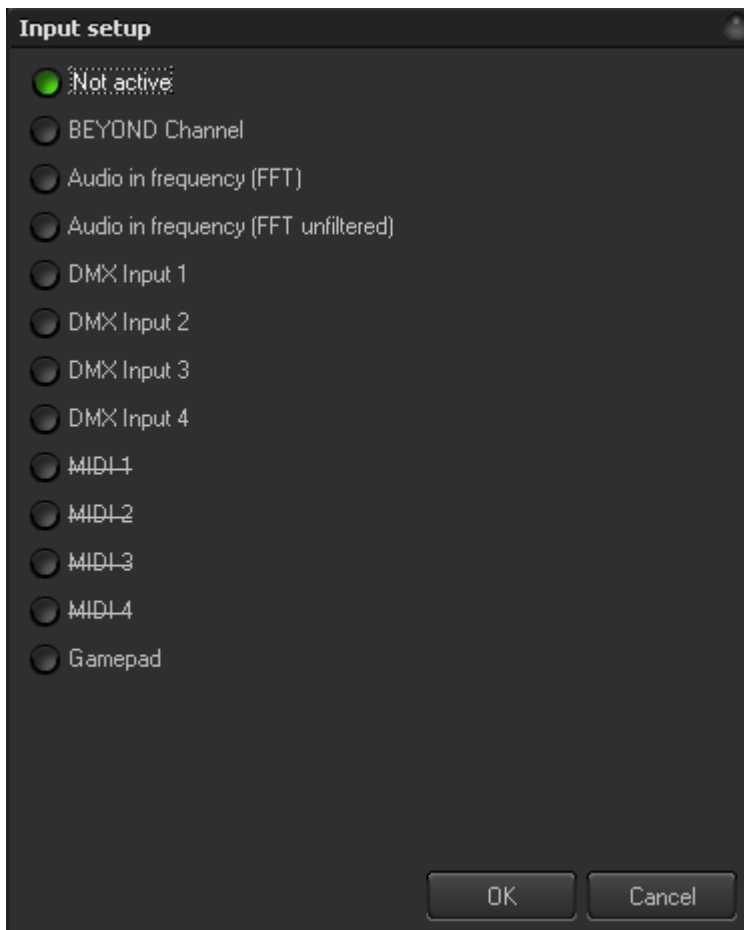 Input setup
Not active
BEYOND Channel
Audio in frequency (FFT)
Audio in frequency (FFT unfiltered)
DMX Input 1
DMX Input 2
DMX Input 3
DMX Input 4
MIDI 1
MIDI 2
MIDI 3
MIDI 4
Gamepad
OK Cancel